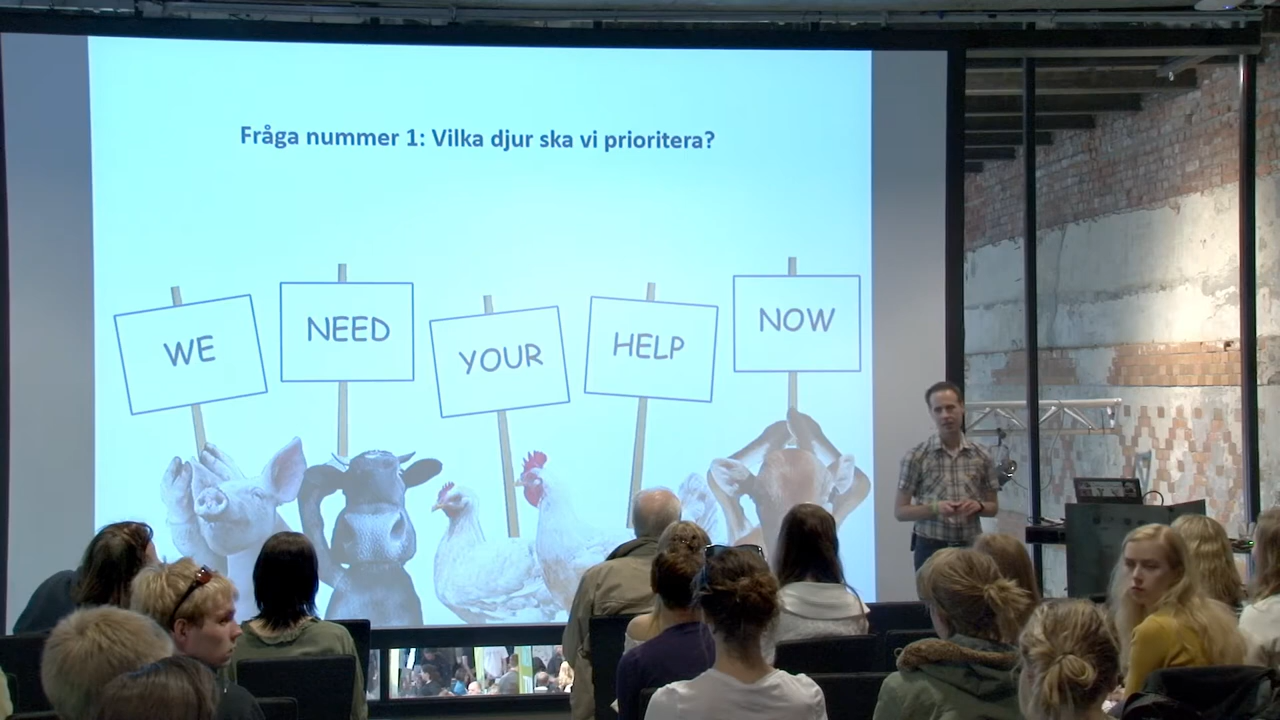 Fråga nummer 1: Vilka djur ska vi prioritera?
WE
NEED
YOUR
HELP
NOW